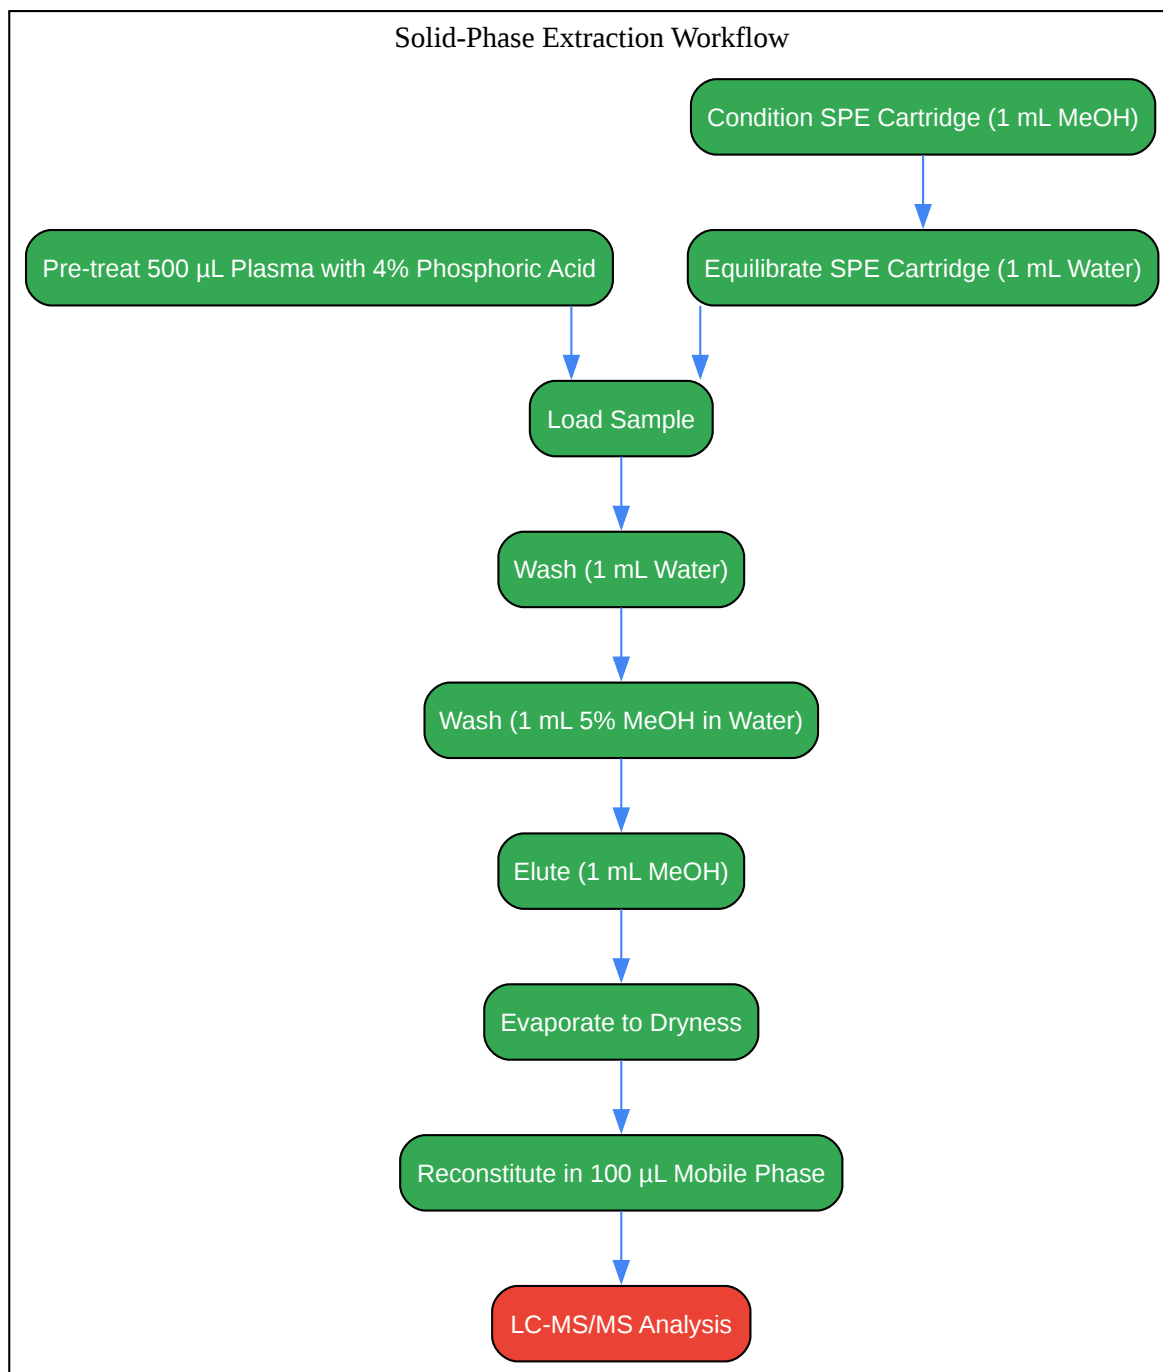 Solid-Phase Extraction Workflow
Condition SPE Cartridge (1 mL MeOH)
Pre-treat 500 µL Plasma with 4% Phosphoric Acid
Equilibrate SPE Cartridge (1 mL Water)
Load Sample
Wash (1 mL Water)
Wash (1 mL 5% MeOH in Water)
Elute (1 mL MeOH)
Evaporate to Dryness
Reconstitute in 100 µL Mobile Phase
LC-MS/MS Analysis